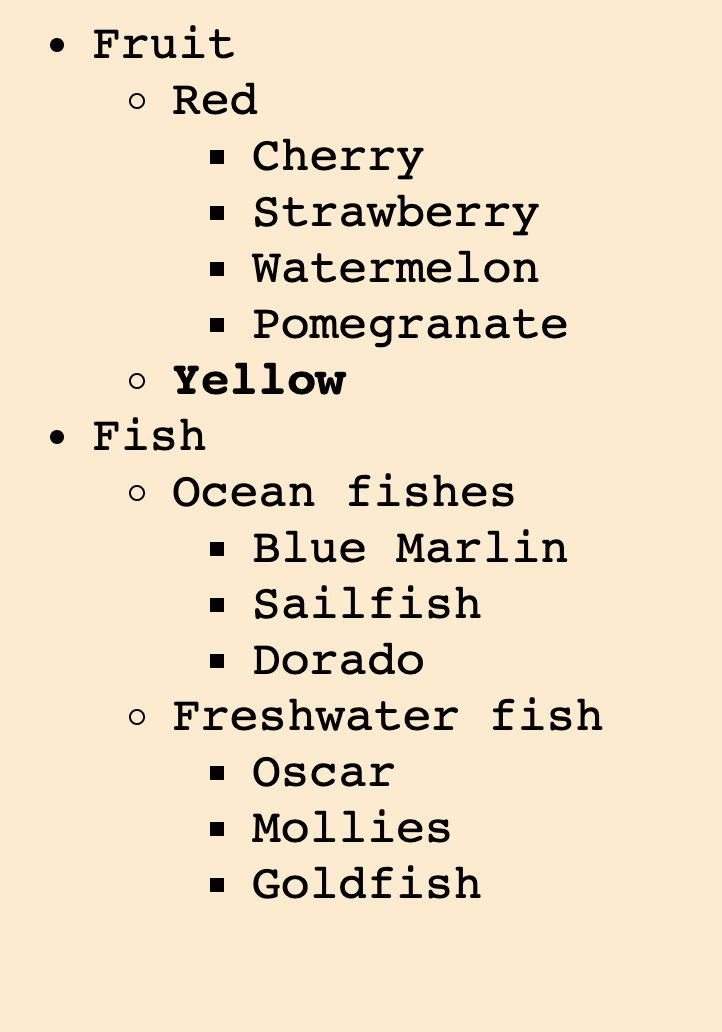 Fruit
Red
Cherry
Strawberry
Watermelon
Pomegranate
Yellow
Fish
Ocean fishes
Blue Marlin
Sailfish
Dorado
Freshwater fish
Oscar
Mollies
Goldfish